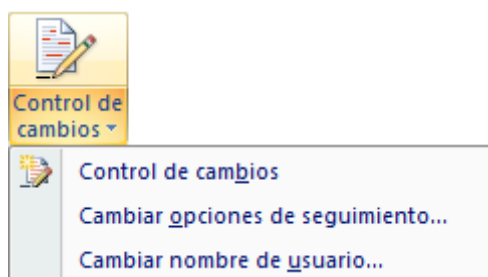 Control de
cambios
Control de cambios
Cambiar opciones de seguimiento...
Cambiar nombre de usuario...